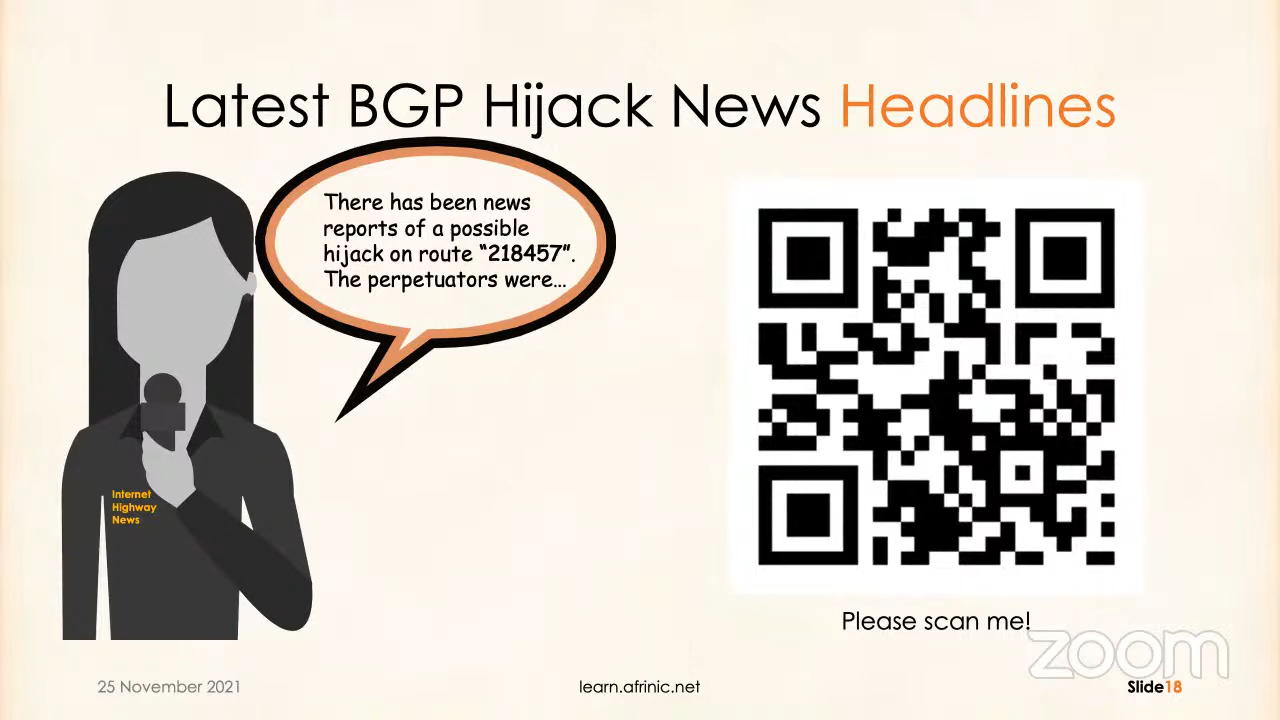 Latest BGP Hijack News Headlines
There has been news
reports of a possible
hijack on route “218457”.
The perpetuators were...
Internet
Highway
News
Please scan me!
zoom
25 November 2021
learn.afrinic.net
Slide18